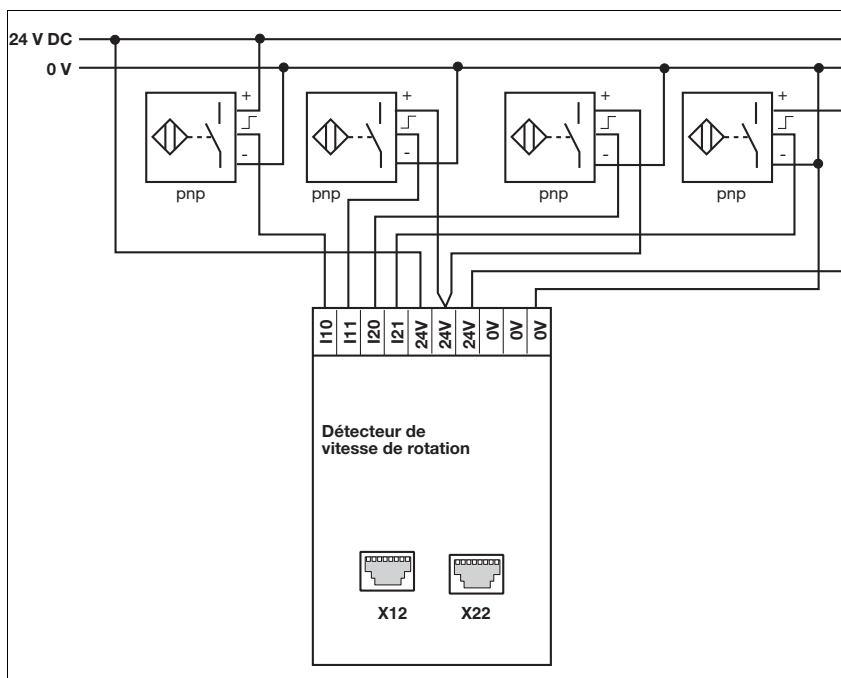 24 V DC
0 V
+
-
pnp
+
-
pnp
+
-
pnp
+
-
pnp
I10
I11
I20
I21
24V
24V
24V
0V
0V
0V
Détecteur de
vitesse de rotation
X12
X22